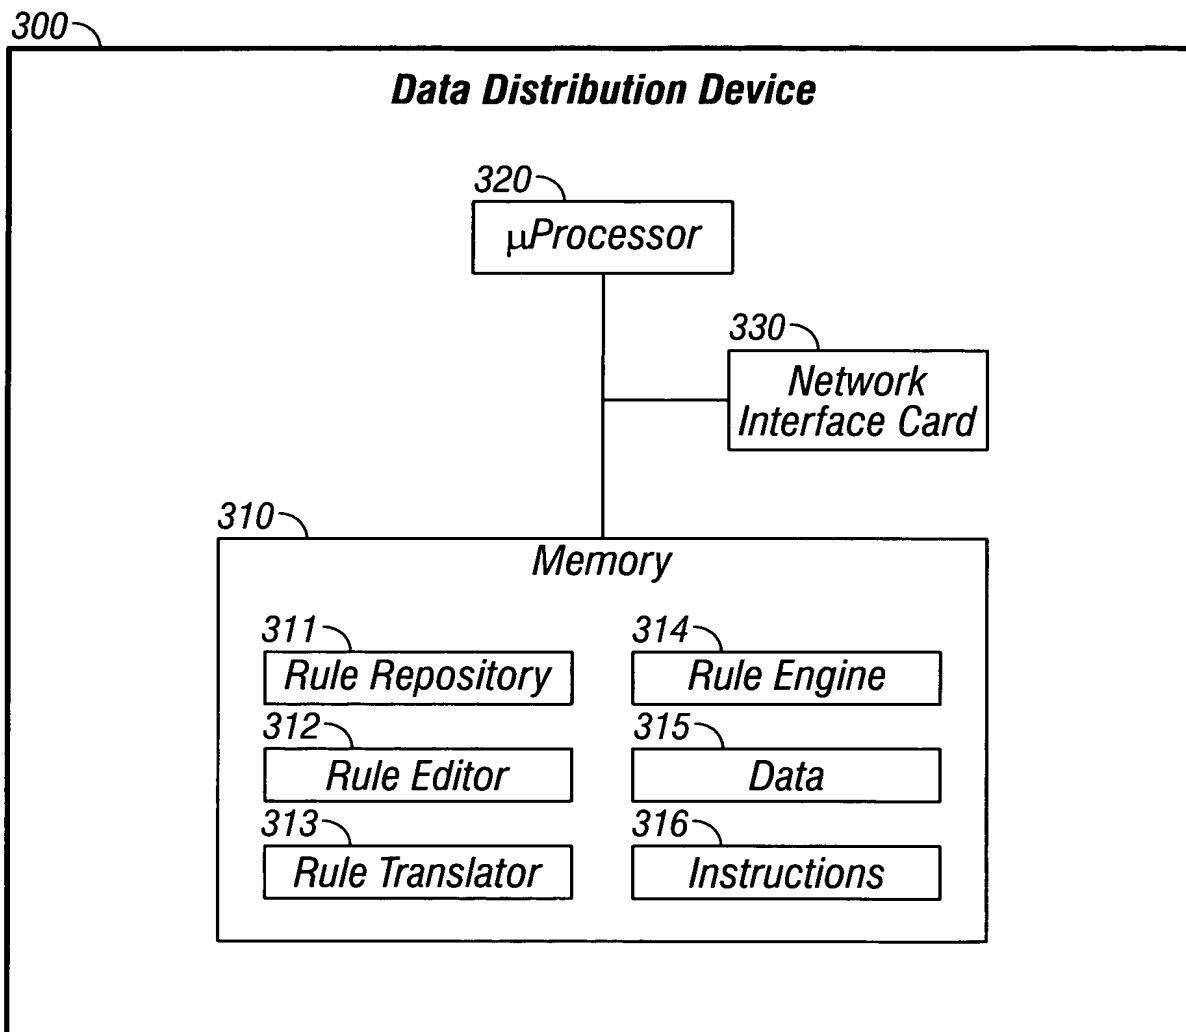 300
Data Distribution Device
320
μProcessor
330
Network
Interface Card
310
Memory
311
Rule Repository
312
Rule Editor
313
Rule Translator
314
Rule Engine
315
Data
316
Instructions